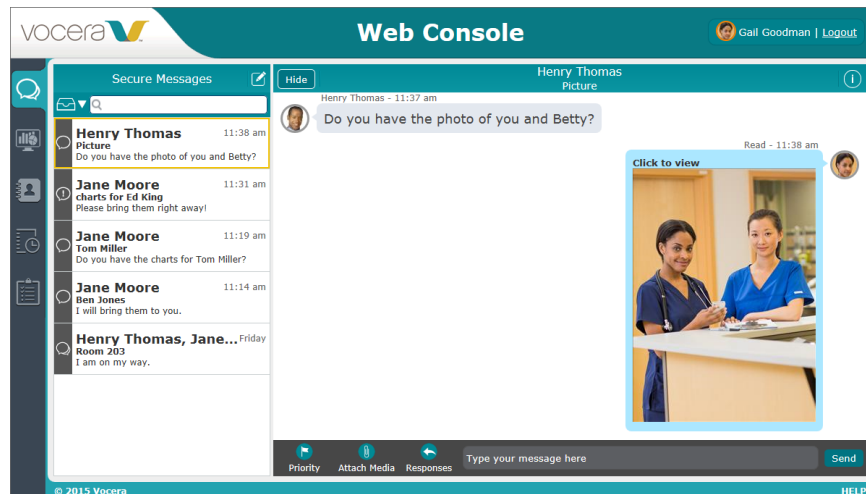 vocera
Web Console
Gail Goodman | Logout
Secure Messages
Henry Thomas 11:38 am
Picture
Do you have the photo of you and Betty?
Jane Moore 11:31 am
charts for Ed King
Please bring them right away!
Jane Moore 11:19 am
Tom Miller
Do you have the charts for Tom Miller?
Jane Moore 11:14 am
Ben Jones
I will bring them to you.
Henry Thomas, Jane... Friday
Room 203
I am on my way.
Hide
Henry Thomas
Picture
Henry Thomas - 11:37 am
Do you have the photo of you and Betty?
Read - 11:38 am
Click to view
Priority
Attach Media
Responses
Type your message here
Send
© 2015 Vocera
HELP